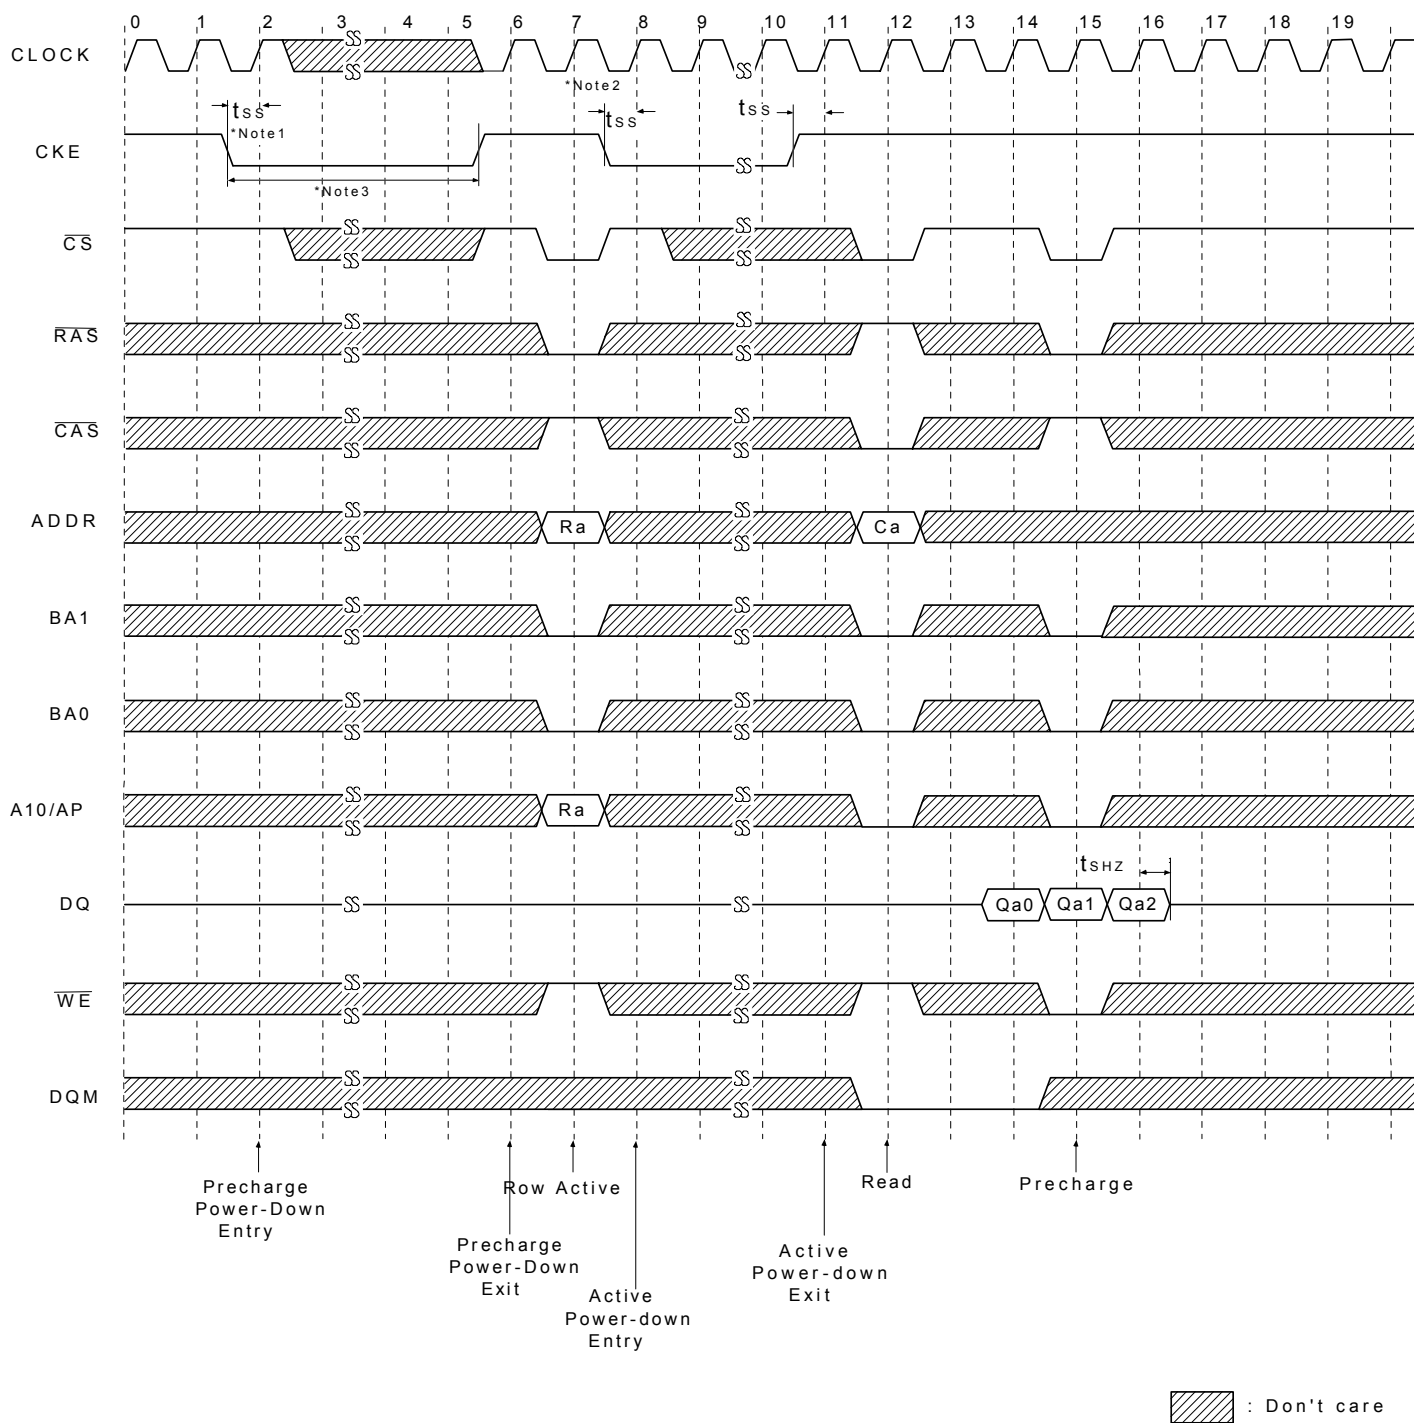 0 1 2 3 4 5 6 7 8 9 10 11 12 13 14 15 16 17 18 19
CLOCK
*Note2
tSS tSS tSS
*Note1
CKE
*Note3
CS
RAS
CAS
ADDR Ra Ca
BA1
BA0
A10/AP Ra
tSHZ
DQ Qa0 Qa1 Qa2
WE
DQM
Precharge
Power-Down
Entry
Row Active
Read
Precharge
Precharge
Power-Down
Exit
Active
Power-down
Exit
Active
Power-down
Entry
: Don't care